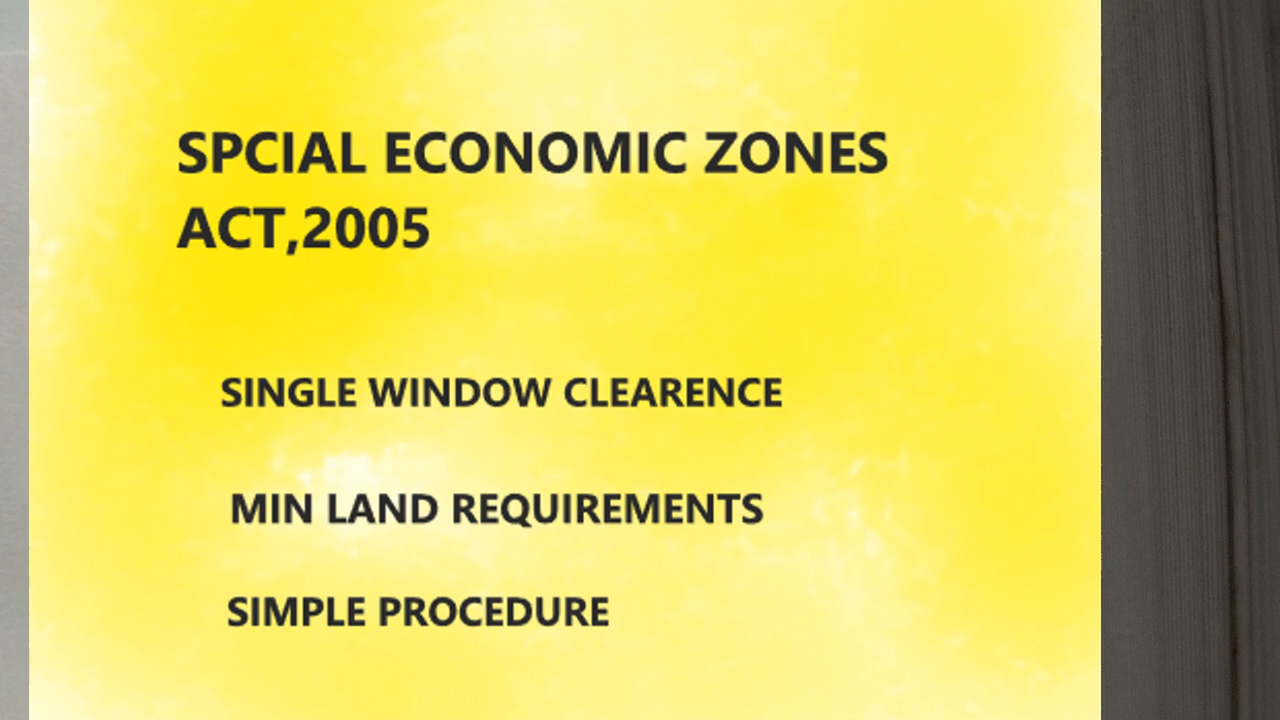 SPCIAL ECONOMIC ZONES
ACT,2005
SINGLE WINDOW CLEARENCE
MIN LAND REQUIREMENTS
SIMPLE PROCEDURE